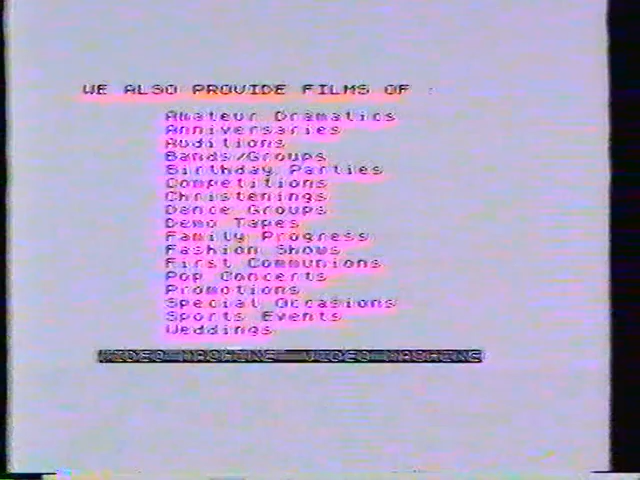 WE ALSO PROVIDE FILMS OF :
Amateur Dramatics
Anniversaries
Auditions
Bands/Groups
Birthday Parties
Competitions
Christenings
Dance Groups
Demo Tapes
Family Progress
Fashion Shows
First Communions
Pop Concerts
Promotions
Special Occasions
Sports Events
Weddings
VIDEO MACHINE VIDEO MACHINE